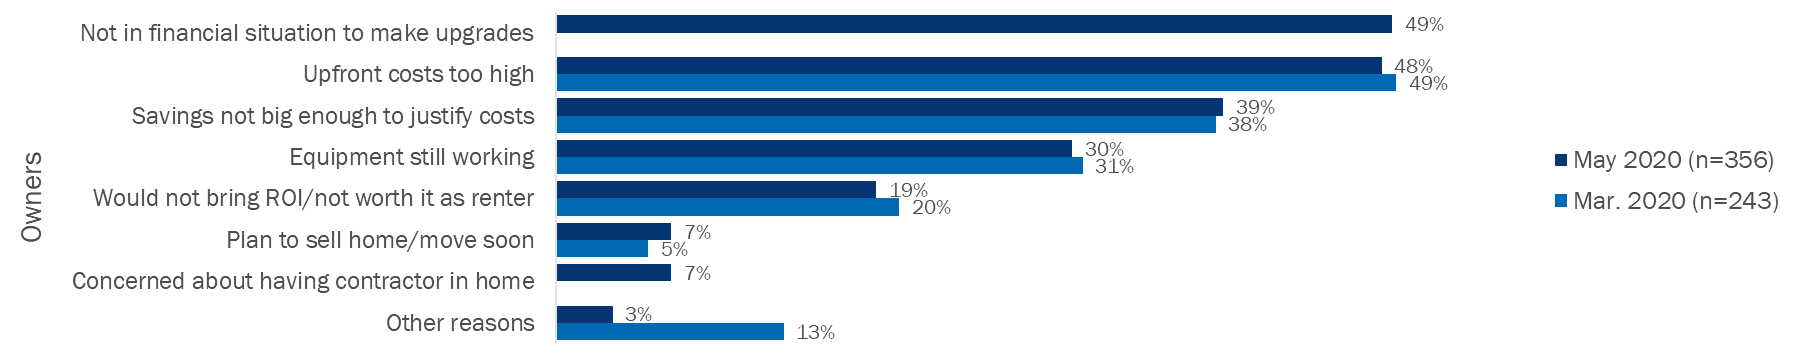 Owners
Not in financial situation to make upgrades
49%
Upfront costs too high
48%
49%
Savings not big enough to justify costs
39%
38%
Equipment still working
30%
31%
Would not bring ROI/not worth it as renter
19%
20%
Plan to sell home/move soon
7%
5%
Concerned about having contractor in home
7%
Other reasons
3%
13%
May 2020 (n=356)
Mar. 2020 (n=243)